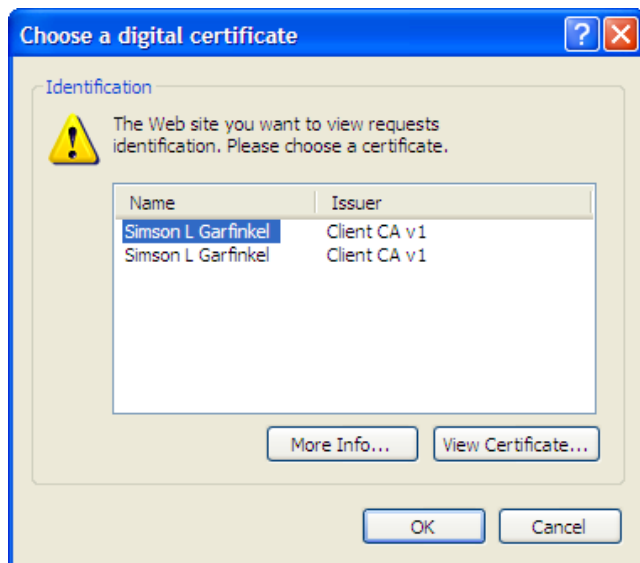 Choose a digital certificate
Identification
The Web site you want to view requests
identification. Please choose a certificate.
Name Issuer
Simson L Garfinkel Client CA v1
Simson L Garfinkel Client CA v1
More Info... View Certificate...
OK Cancel